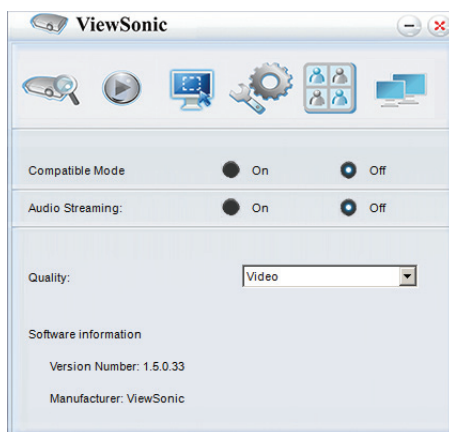 ViewSonic
Compatible Mode On Off
Audio Streaming: On Off
Quality: Video
Software information
Version Number: 1.5.0.33
Manufacturer: ViewSonic